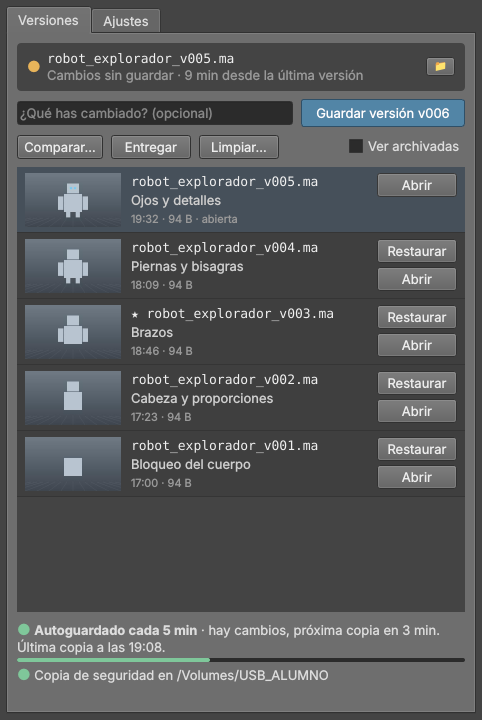 Versiones
Ajustes
robot_explorador_v005.ma
Cambios sin guardar · 9 min desde la última versión
¿Qué has cambiado? (opcional)
Guardar versión v006
Comparar...
Entregar
Limpiar...
Ver archivadas
robot_explorador_v005.ma
Abrir
Ojos y detalles
19:32 · 94 B · abierta
robot_explorador_v004.ma
Restaurar
Piernas y bisagras
Abrir
18:09 · 94 B
★ robot_explorador_v003.ma
Restaurar
Brazos
Abrir
18:46 · 94 B
robot_explorador_v002.ma
Restaurar
Cabeza y proporciones
Abrir
17:23 · 94 B
robot_explorador_v001.ma
Restaurar
Bloqueo del cuerpo
Abrir
17:00 · 94 B
Autoguardado cada 5 min · hay cambios, próxima copia en 3 min.
Última copia a las 19:08.
Copia de seguridad en /Volumes/USB_ALUMNO